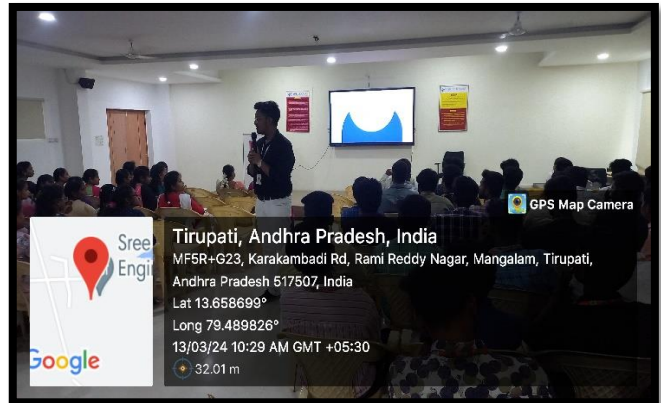 GPS Map Camera
Sree
Engi
Google
Tirupati, Andhra Pradesh, India
MF5R+G23, Karakambadi Rd, Rami Reddy Nagar, Mangalam, Tirupati,
Andhra Pradesh 517507, India
Lat 13.658699°
Long 79.489826°
13/03/24 10:29 AM GMT +05:30
32.01 m